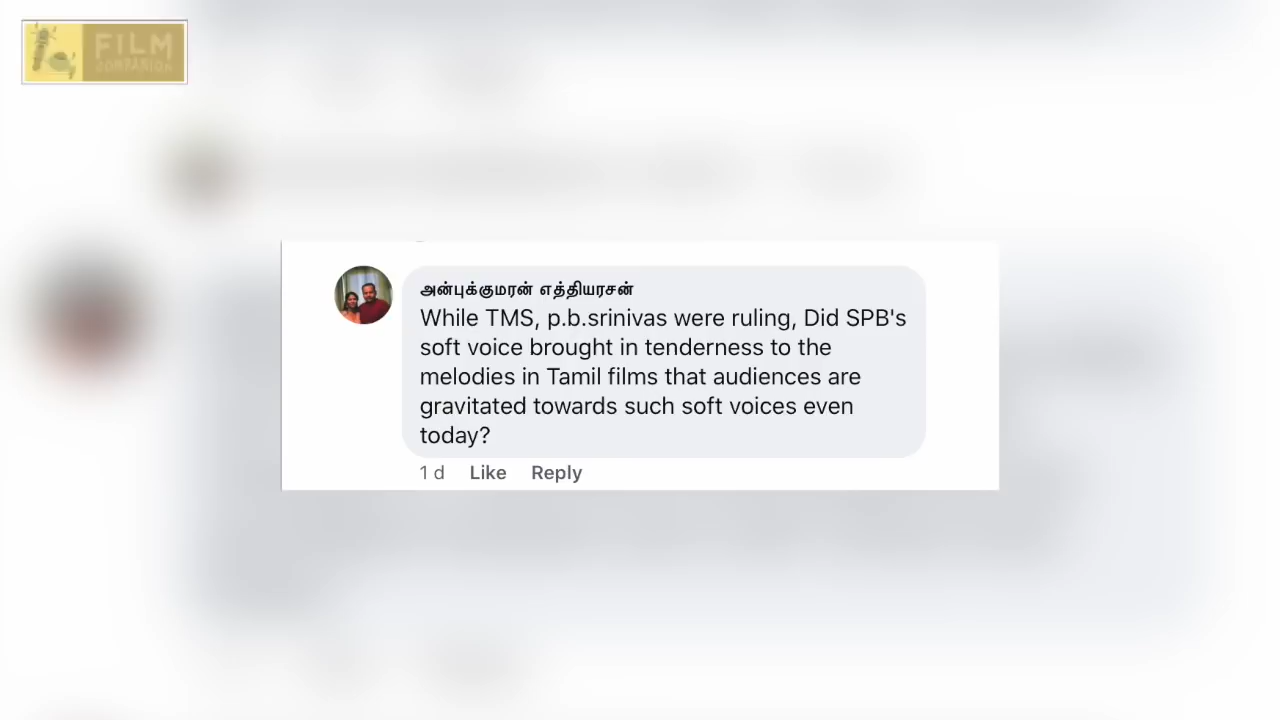 FILM
COMPANION
அன்புக்குமரன் எத்தியரசன்
While TMS, p.b.srinivas were ruling, Did SPB's
soft voice brought in tenderness to the
melodies in Tamil films that audiences are
gravitated towards such soft voices even
today?
1 d Like Reply